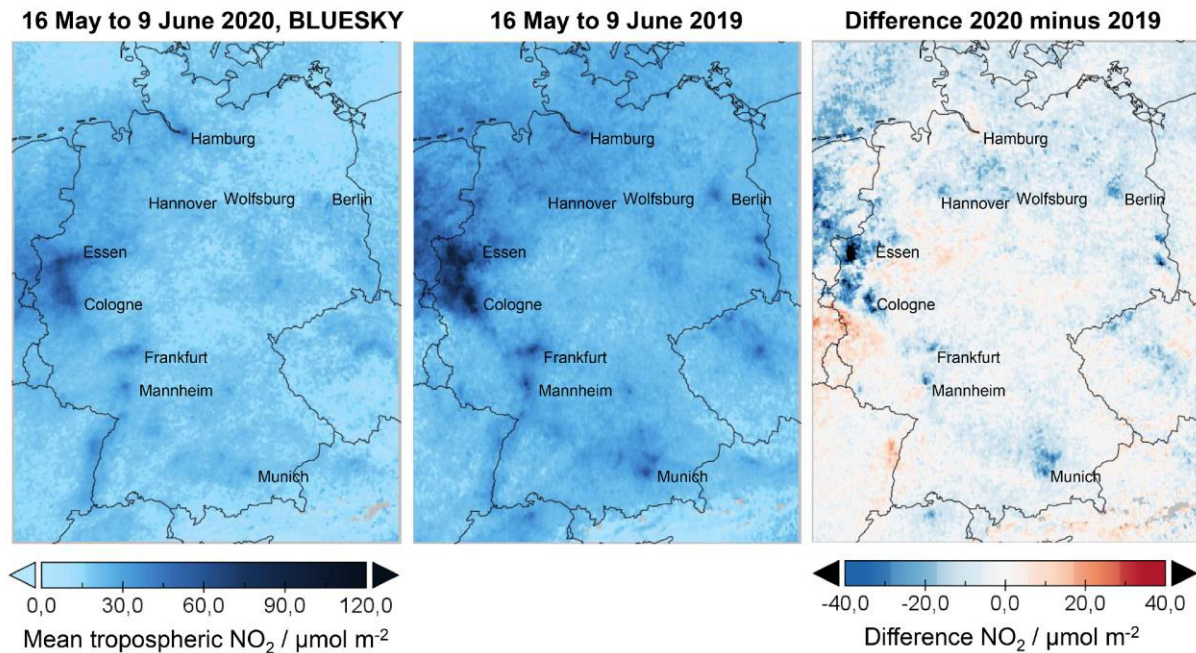 16 May to 9 June 2020, BLUESKY
16 May to 9 June 2019
Difference 2020 minus 2019
Hamburg
Hannover
Wolfsburg
Berlin
Essen
Cologne
Frankfurt
Mannheim
Munich
Hamburg
Hannover
Wolfsburg
Berlin
Essen
Cologne
Frankfurt
Mannheim
Munich
Hamburg
Hannover
Wolfsburg
Berlin
Essen
Cologne
Frankfurt
Mannheim
Munich
0,0 30,0 60,0 90,0 120,0
Mean tropospheric NO₂ / µmol m⁻²
-40,0 -20,0 0,0 20,0 40,0
Difference NO₂ / µmol m⁻²